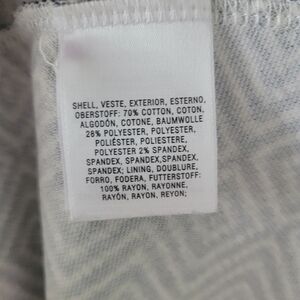 SHELL, VESTE, EXTERIOR, ESTERNO,
OBERSTOFF: 70% COTTON, COTON,
ALGODÓN, COTONE, BAUMWOLLE
28% POLYESTER, POLYESTER,
POLIÉSTER, POLIESTERE,
POLYESTER 2% SPANDEX,
SPANDEX, SPANDEX,SPANDEX,
SPANDEX; LINING, DOUBLURE,
FORRO, FODERA, FUTTERSTOFF:
100% RAYON, RAYONNE,
RAYÓN, RAYON, REYON;